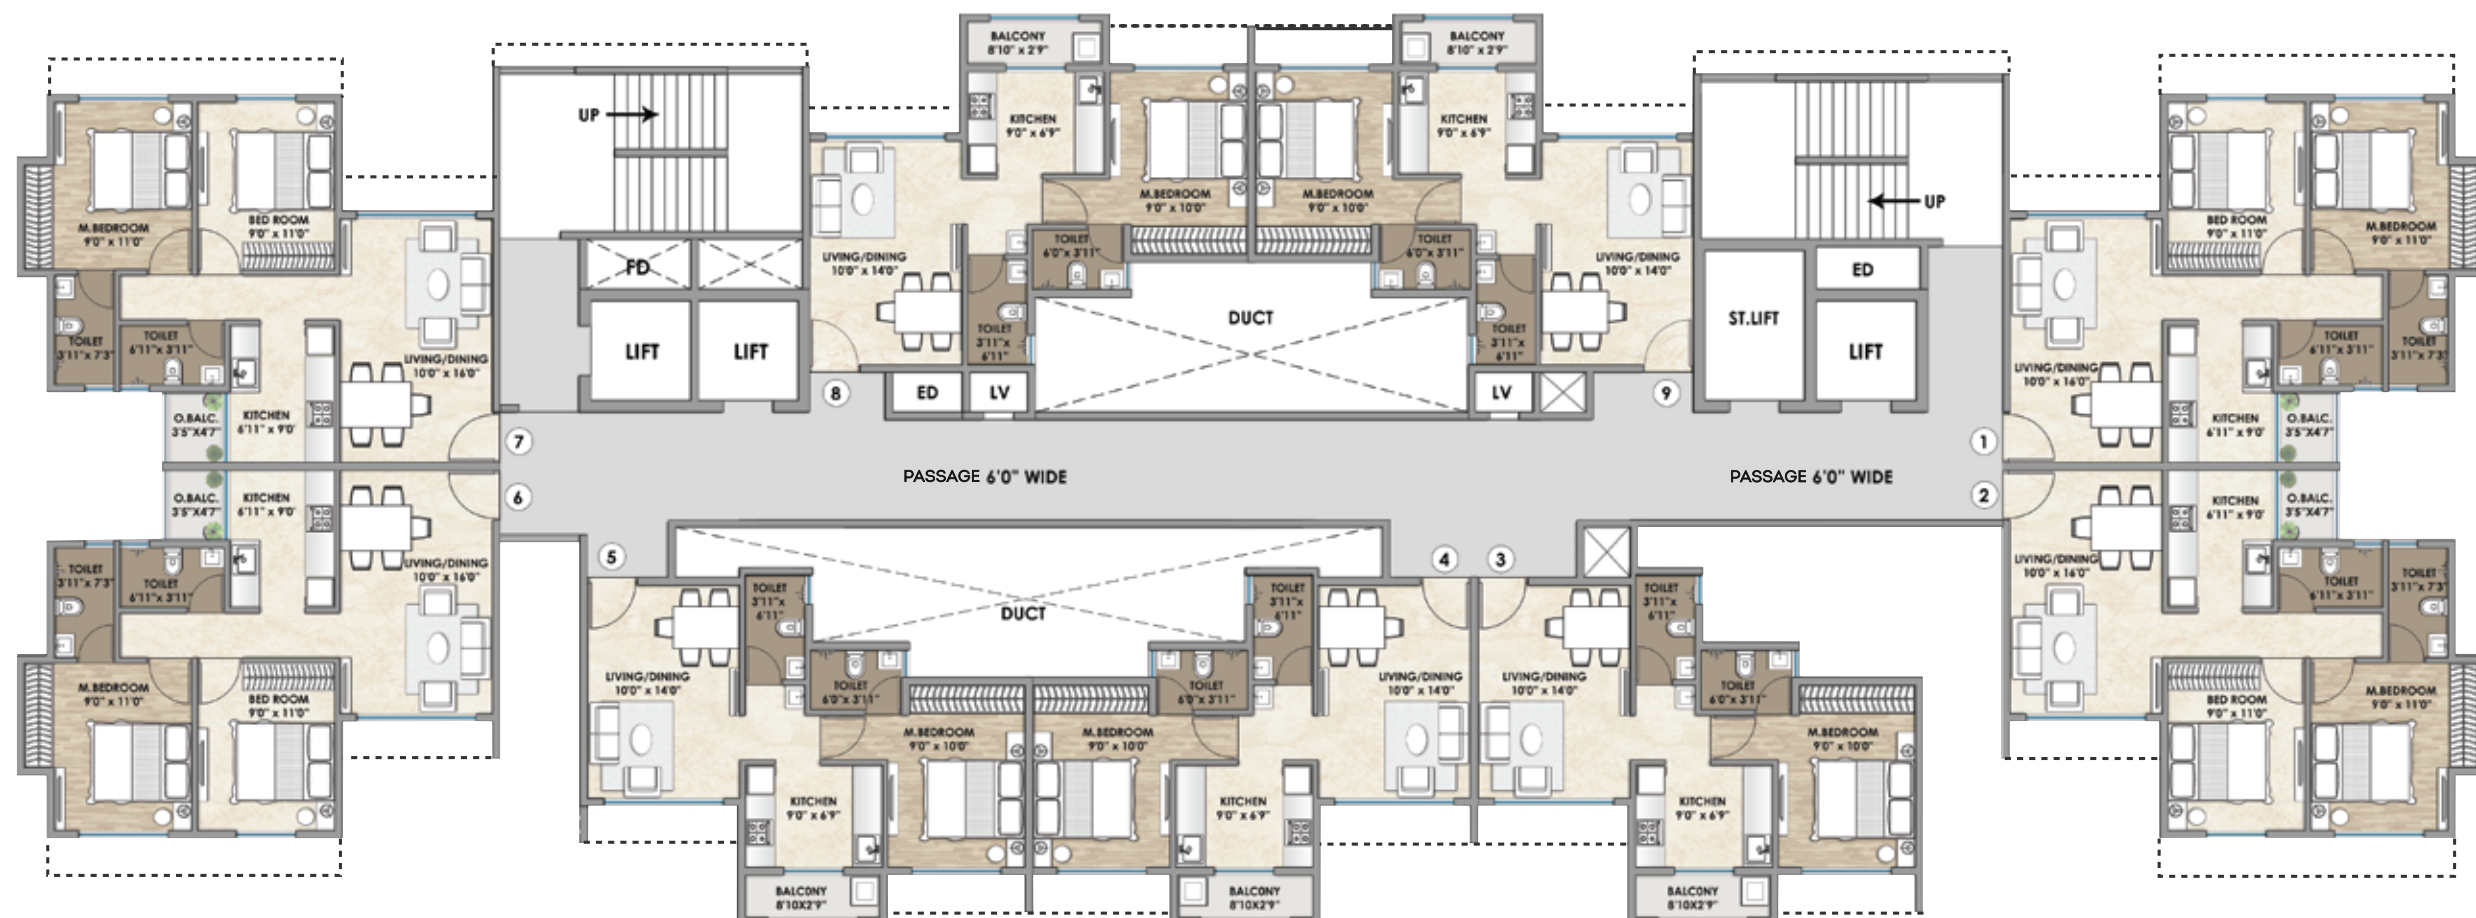 BALCONY
8'10" x 2'9"
KITCHEN
9'0" x 6'9"
M.BEDROOM
9'0" x 10'0"
LIVING/DINING
10'0" x 14'0"
TOILET
6'0"x 3'11"
TOILET
3'11"x
6'11"
8
ED
LV
BALCONY
8'10" x 2'9"
KITCHEN
9'0" x 6'9"
M.BEDROOM
9'0" x 10'0"
LIVING/DINING
10'0" x 14'0"
TOILET
6'0"x 3'11"
TOILET
3'11"x
6'11"
9
LV
DUCT
UP
FD
LIFT
LIFT
UP
ED
ST.LIFT
LIFT
M.BEDROOM
9'0" x 11'0"
BED ROOM
9'0" x 11'0"
TOILET
3'11"x 7'3"
TOILET
6'11"x 3'11"
LIVING/DINING
10'0" x 16'0"
O.BALC.
3'5"X4'7"
KITCHEN
6'11" x 9'0"
7
BED ROOM
9'0" x 11'0"
M.BEDROOM
9'0" x 11'0"
TOILET
6'11"x 3'11"
TOILET
3'11"x 7'3"
LIVING/DINING
10'0" x 16'0"
KITCHEN
6'11" x 9'0"
O.BALC.
3'5"X4'7"
1
PASSAGE 6'0" WIDE
PASSAGE 6'0" WIDE
O.BALC.
3'5"X4'7"
KITCHEN
6'11" x 9'0"
6
TOILET
3'11"x 7'3"
TOILET
6'11"x 3'11"
LIVING/DINING
10'0" x 16'0"
M.BEDROOM
9'0" x 11'0"
BED ROOM
9'0" x 11'0"
2
KITCHEN
6'11" x 9'0"
O.BALC.
3'5"X4'7"
LIVING/DINING
10'0" x 16'0"
TOILET
6'11"x 3'11"
TOILET
3'11"x 7'3"
BED ROOM
9'0" x 11'0"
M.BEDROOM
9'0" x 11'0"
5
TOILET
3'11"x
6'11"
LIVING/DINING
10'0" x 14'0"
TOILET
6'0"x 3'11"
M.BEDROOM
9'0" x 10'0"
KITCHEN
9'0" x 6'9"
BALCONY
8'10X2'9"
DUCT
4
TOILET
3'11"x
6'11"
LIVING/DINING
10'0" x 14'0"
TOILET
6'0"x 3'11"
M.BEDROOM
9'0" x 10'0"
KITCHEN
9'0" x 6'9"
BALCONY
8'10X2'9"
3
TOILET
3'11"x
6'11"
LIVING/DINING
10'0" x 14'0"
TOILET
6'0"x 3'11"
M.BEDROOM
9'0" x 10'0"
KITCHEN
9'0" x 6'9"
BALCONY
8'10X2'9"